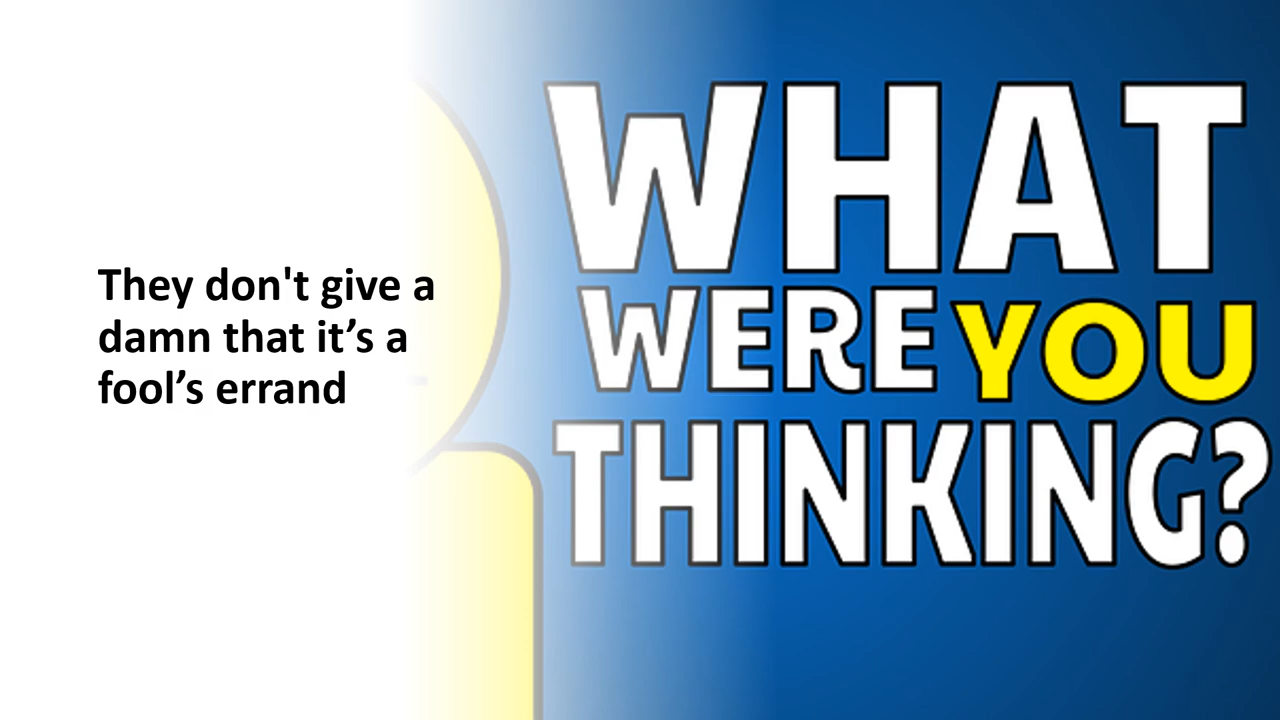 They don't give a
damn that it’s a
fool’s errand
WHAT
WERE YOU
THINKING?